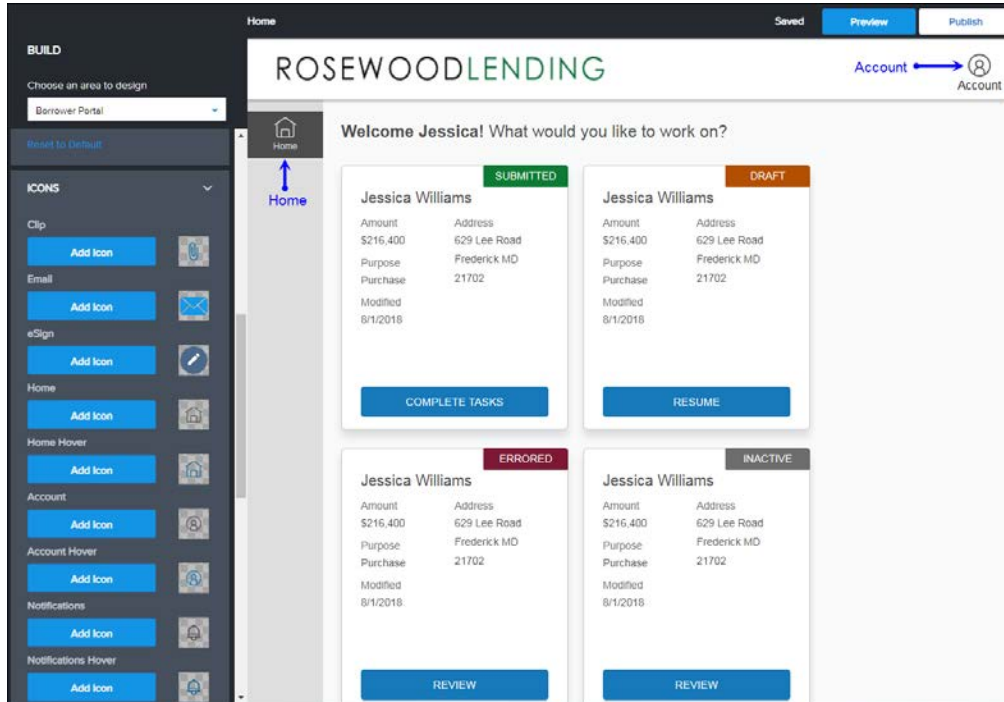 Home
Saved
Preview
Publish
BUILD
Choose an area to design
Borrower Portal
Reset to Default
ICONS
Clip
Add Icon
Email
Add Icon
eSign
Add Icon
Home
Add Icon
Home Hover
Add Icon
Account
Add Icon
Account Hover
Add Icon
Notifications
Add Icon
Notifications Hover
Add Icon
ROSEWOODLENDING
Account
Account
Home
Home
Welcome Jessica! What would you like to work on?
SUBMITTED
Jessica Williams
Amount Address
$216,400 629 Lee Road
Purpose Frederick MD
Purchase 21702
Modified
8/1/2018
COMPLETE TASKS
DRAFT
Jessica Williams
Amount Address
$216,400 629 Lee Road
Purpose Frederick MD
Purchase 21702
Modified
8/1/2018
RESUME
ERRORED
Jessica Williams
Amount Address
$216,400 629 Lee Road
Purpose Frederick MD
Purchase 21702
Modified
8/1/2018
REVIEW
INACTIVE
Jessica Williams
Amount Address
$216,400 629 Lee Road
Purpose Frederick MD
Purchase 21702
Modified
8/1/2018
REVIEW